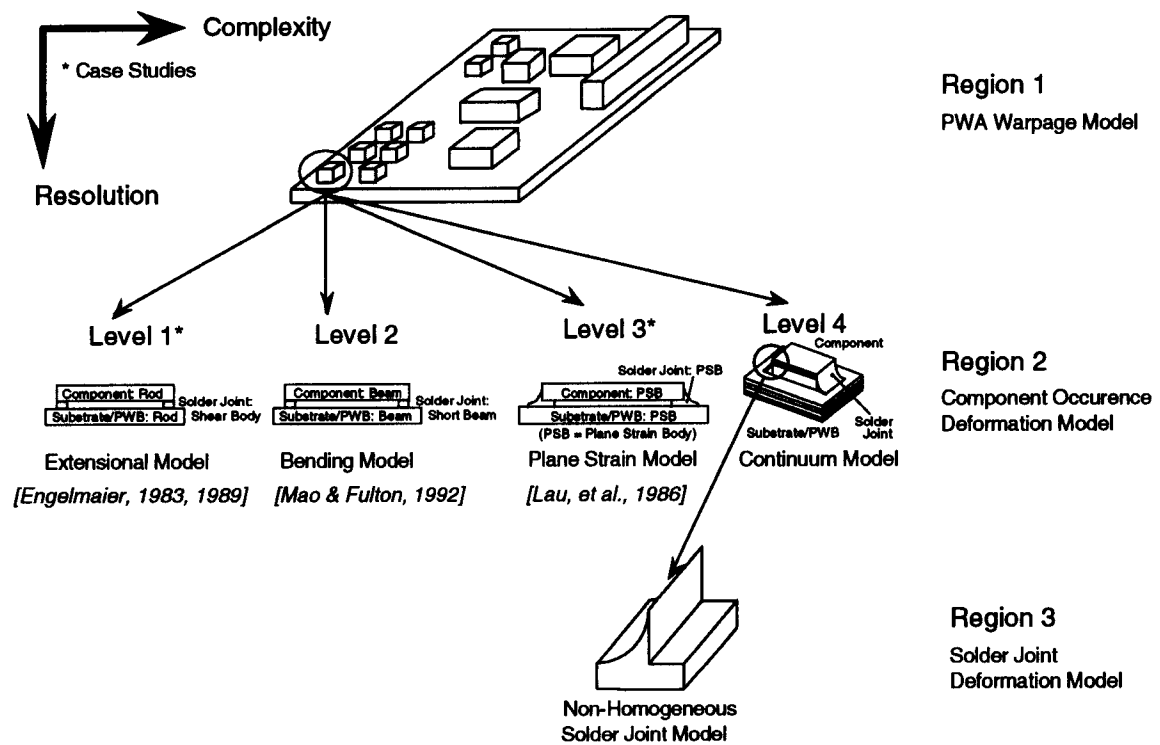 Complexity
* Case Studies
Resolution
Region 1
PWA Warpage Model
Level 1*
Level 2
Level 3*
Level 4
Component: Rod
Solder Joint:
Substrate/PWB: Rod
Shear Body
Extensional Model
[Engelmaier, 1983, 1989]
Component: Beam
Solder Joint:
Substrate/PWB: Beam
Short Beam
Bending Model
[Mao & Fulton, 1992]
Solder Joint: PSB
Component: PSB
Substrate/PWB: PSB
(PSB = Plane Strain Body)
Plane Strain Model
[Lau, et al., 1986]
Component
Substrate/PWB
Solder
Joint
Continuum Model
Region 2
Component Occurence
Deformation Model
Region 3
Solder Joint
Deformation Model
Non-Homogeneous
Solder Joint Model